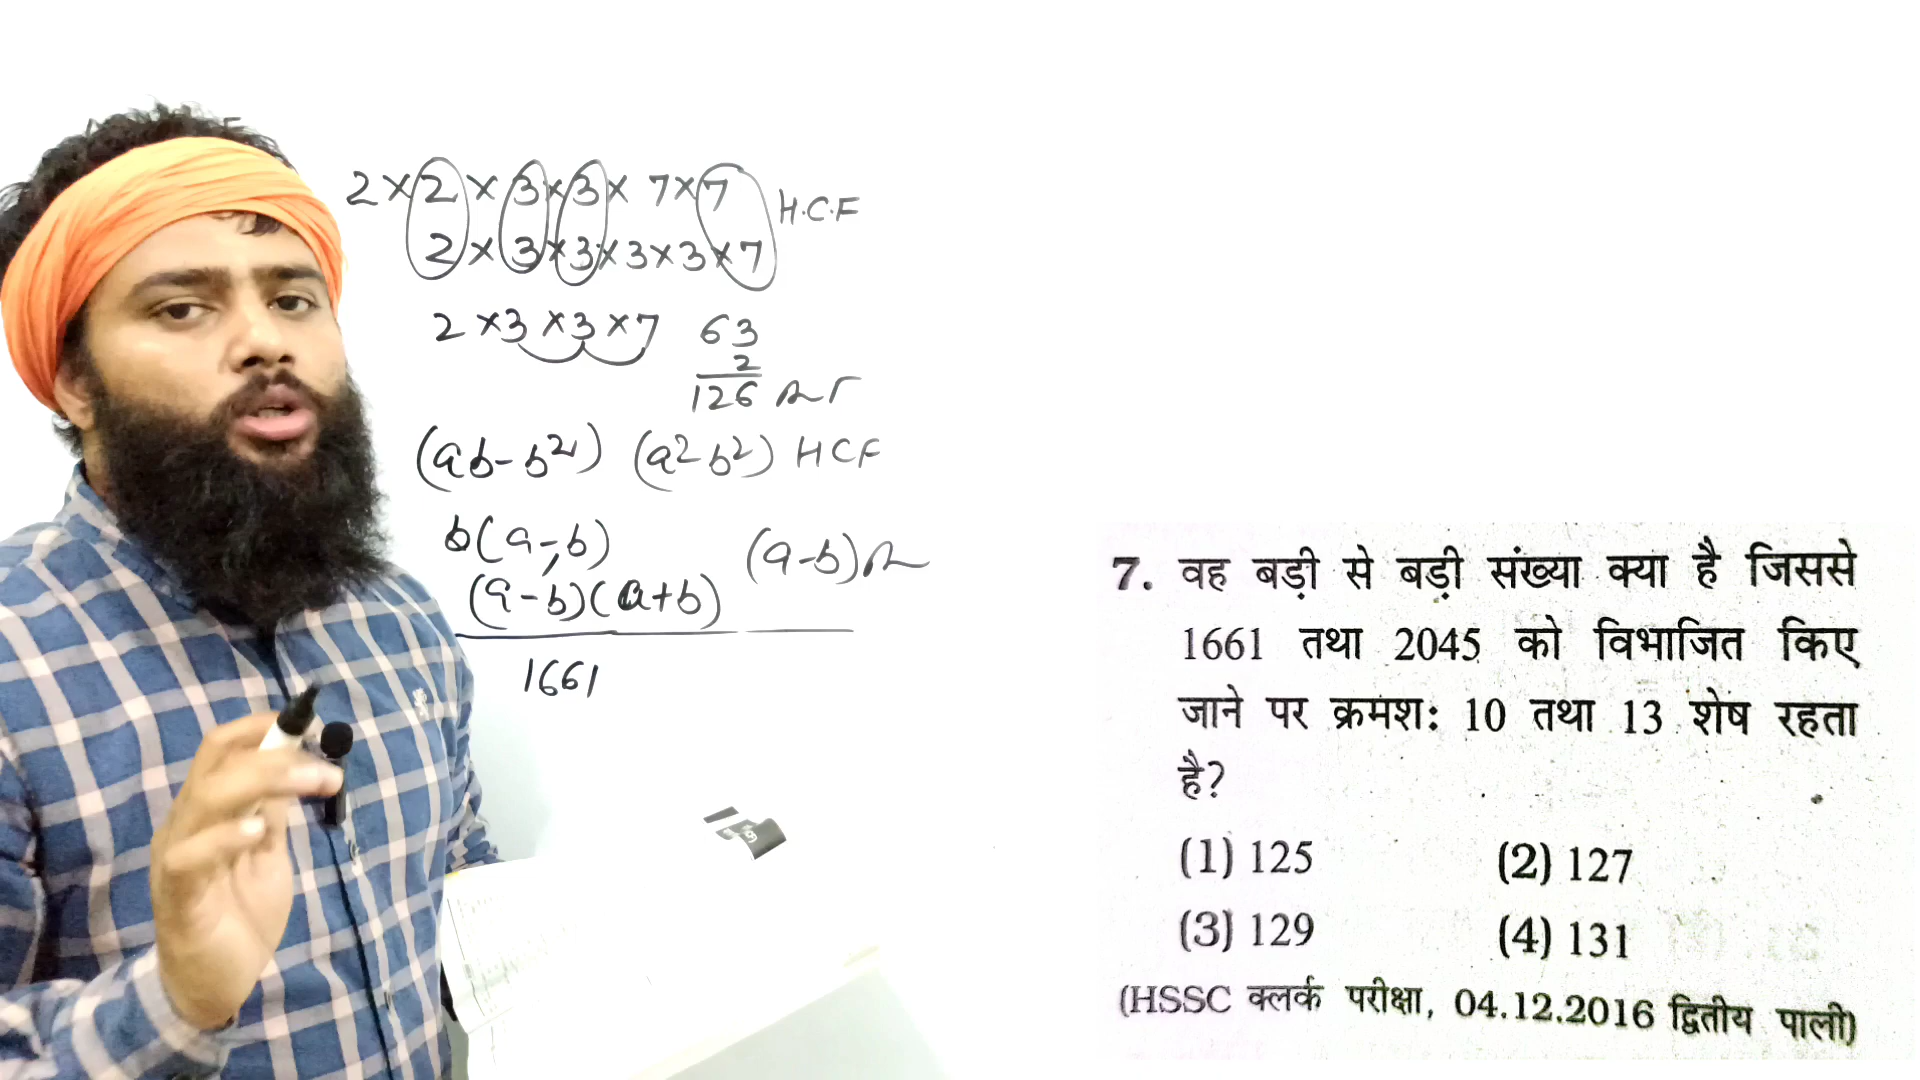 2×2×3×3×7×7 H.C.F
2×3×3×3×3×7
2×3×3×7 63
2
126
(ab-b²) (a²b²) HCF
b(a-b)
(a-b)
(a-b)(a+b)
1661
7. वह बड़ी से बड़ी संख्या क्या है जिससे
1661 तथा 2045 को विभाजित किए
जाने पर क्रमशः 10 तथा 13 शेष रहता
है?
(1) 125 (2) 127
(3) 129 (4) 131
(HSSC क्लर्क परीक्षा, 04.12.2016 द्वितीय पाली)